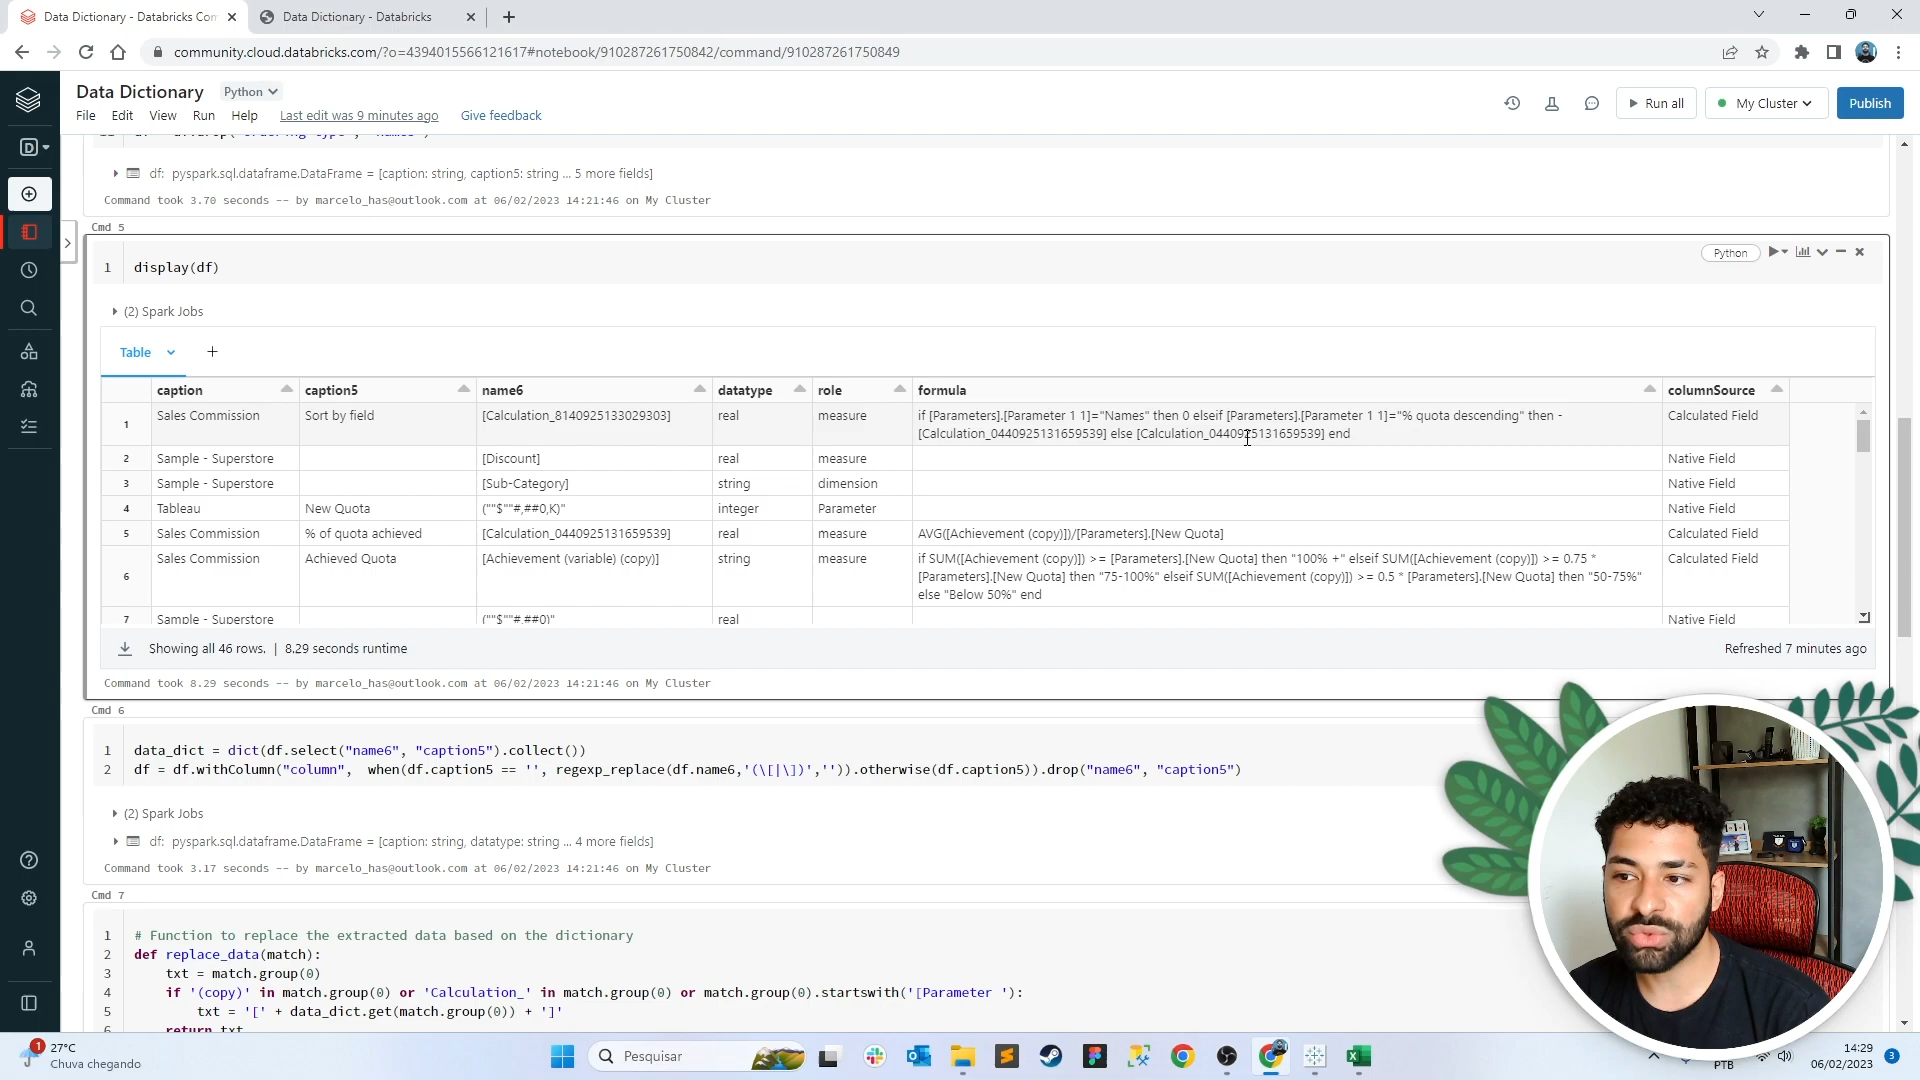 Data Dictionary - Databricks Com
Data Dictionary - Databricks
community.cloud.databricks.com/?o=4394015566121617#notebook/910287261750842/command/910287261750849
Data Dictionary
Python
File Edit View Run Help Last edit was 9 minutes ago Give feedback
Run all
My Cluster
Publish
D
df: pyspark.sql.dataframe.DataFrame = [caption: string, caption5: string ... 5 more fields]
Command took 3.70 seconds -- by marcelo_has@outlook.com at 06/02/2023 14:21:46 on My Cluster
Cmd 5
1 display(df)
Python
(2) Spark Jobs
Table
caption caption5 name6 datatype role formula columnSource
1 Sales Commission Sort by field [Calculation_8140925133029303] real measure if [Parameters].[Parameter 1 1]="Names" then 0 elseif [Parameters].[Parameter 1 1]="% quota descending" then - Calculated Field
[Calculation_0440925131659539] else [Calculation_0440925131659539] end
2 Sample - Superstore [Discount] real measure Native Field
3 Sample - Superstore [Sub-Category] string dimension Native Field
4 Tableau New Quota (""$""#,##0,K)" integer Parameter Native Field
5 Sales Commission % of quota achieved [Calculation_0440925131659539] real measure AVG([Achievement (copy)])/[Parameters].[New Quota] Calculated Field
6 Sales Commission Achieved Quota [Achievement (variable) (copy)] string measure if SUM([Achievement (copy)]) >= [Parameters].[New Quota] then "100% +" elseif SUM([Achievement (copy)]) >= 0.75 * Calculated Field
[Parameters].[New Quota] then "75-100%" elseif SUM([Achievement (copy)]) >= 0.5 * [Parameters].[New Quota] then "50-75%"
else "Below 50%" end
7 Sample - Superstore (""$""#,##0)" real Native Field
Showing all 46 rows. | 8.29 seconds runtime
Refreshed 7 minutes ago
Command took 8.29 seconds -- by marcelo_has@outlook.com at 06/02/2023 14:21:46 on My Cluster
Cmd 6
1 data_dict = dict(df.select("name6", "caption5").collect())
2 df = df.withColumn("column", when(df.caption5 == '', regexp_replace(df.name6,'(\[|\])','')).otherwise(df.caption5)).drop("name6", "caption5")
(2) Spark Jobs
df: pyspark.sql.dataframe.DataFrame = [caption: string, datatype: string ... 4 more fields]
Command took 3.17 seconds -- by marcelo_has@outlook.com at 06/02/2023 14:21:46 on My Cluster
Cmd 7
1 # Function to replace the extracted data based on the dictionary
2 def replace_data(match):
3 txt = match.group(0)
4 if '(copy)' in match.group(0) or 'Calculation_' in match.group(0) or match.group(0).startswith('[Parameter '):
5 txt = '[' + data_dict.get(match.group(0)) + ']'
6 return txt
1
27°C
Chuva chegando
Pesquisar
PTB
14:29
06/02/2023
3